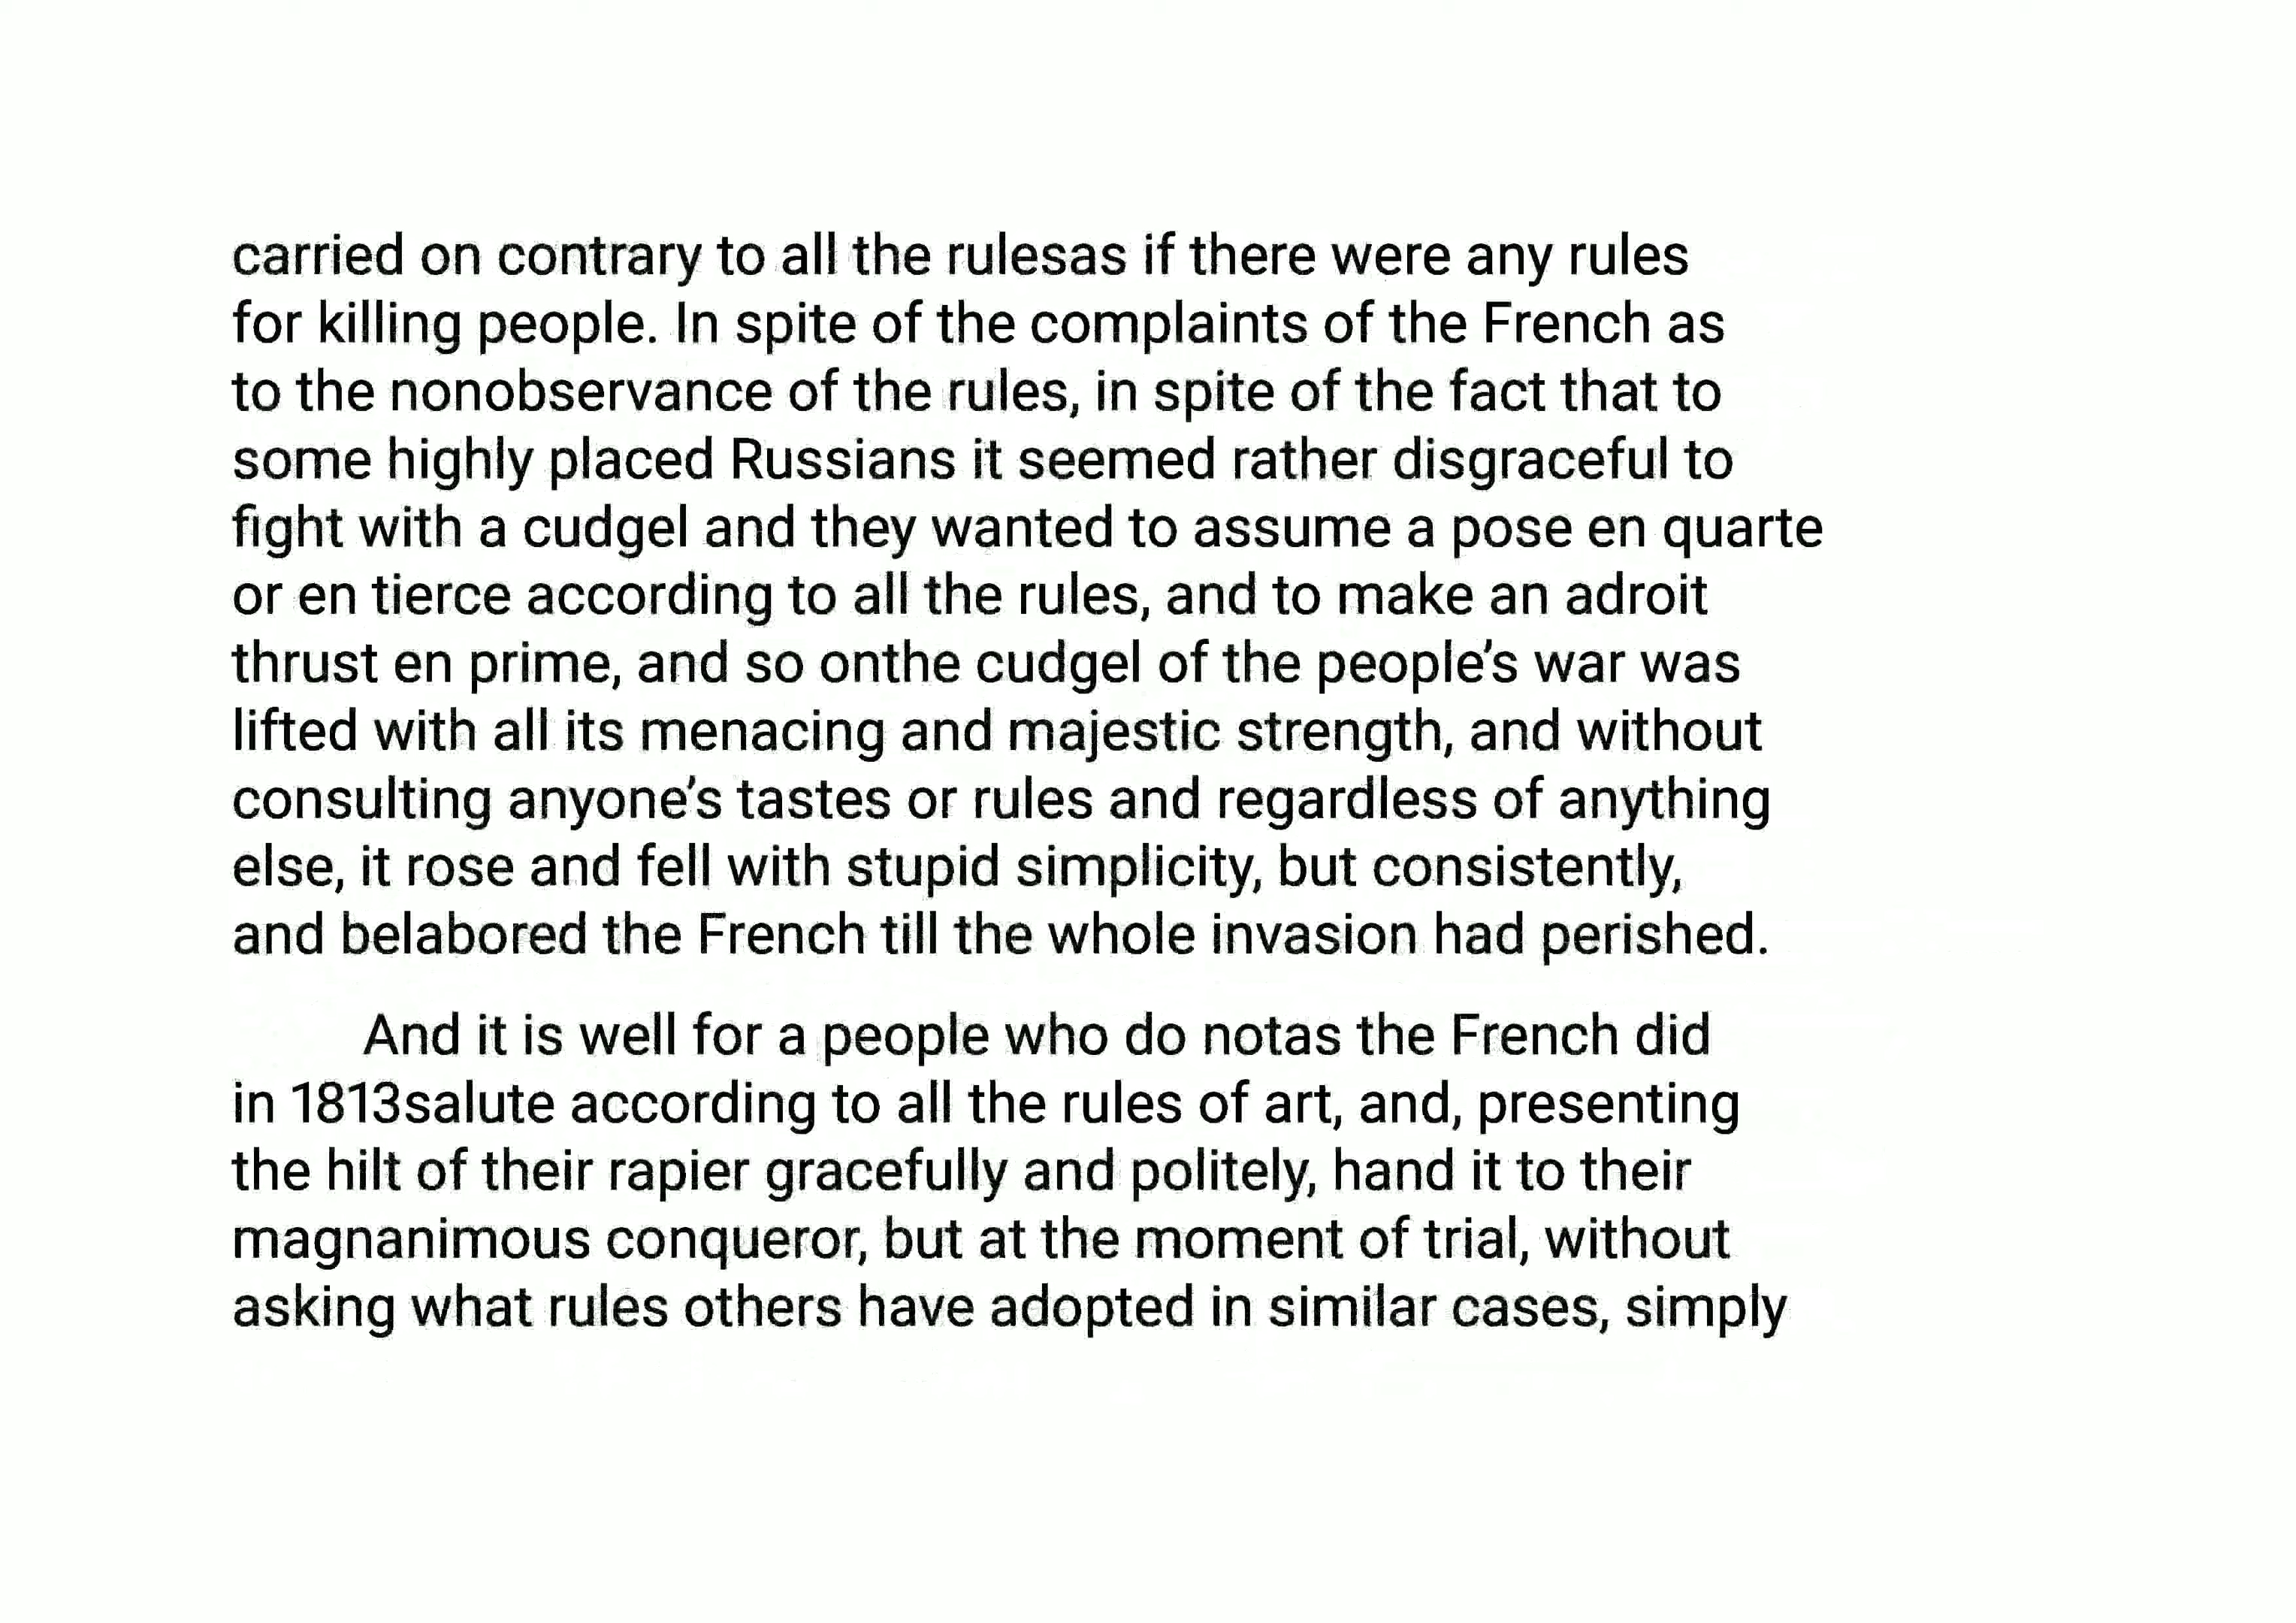 carried on contrary to all the rulesas if there were any rules
for killing people. In spite of the complaints of the French as
to the nonobservance of the rules, in spite of the fact that to
some highly placed Russians it seemed rather disgraceful to
fight with a cudgel and they wanted to assume a pose en quarte
or en tierce according to all the rules, and to make an adroit
thrust en prime, and so onthe cudgel of the people’s war was
lifted with all its menacing and majestic strength, and without
consulting anyone’s tastes or rules and regardless of anything
else, it rose and fell with stupid simplicity, but consistently,
and belabored the French till the whole invasion had perished.
And it is well for a people who do notas the French did
in 1813salute according to all the rules of art, and, presenting
the hilt of their rapier gracefully and politely, hand it to their
magnanimous conqueror, but at the moment of trial, without
asking what rules others have adopted in similar cases, simply